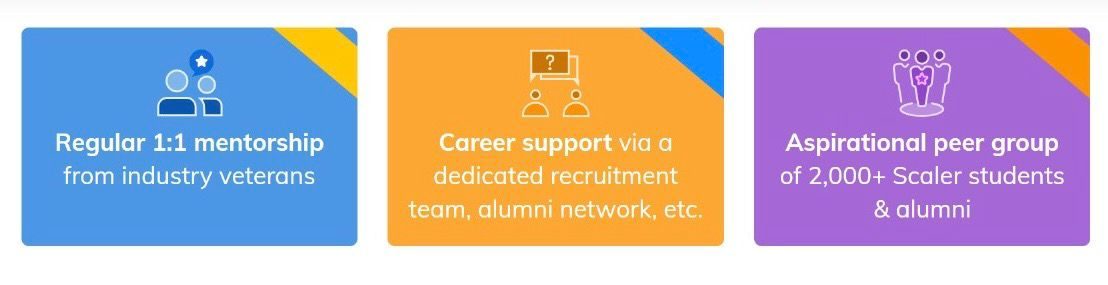 Regular 1:1 mentorship
from industry veterans
?
Career support via a
dedicated recruitment
team, alumni network, etc.
Aspirational peer group
of 2,000+ Scaler students
& alumni